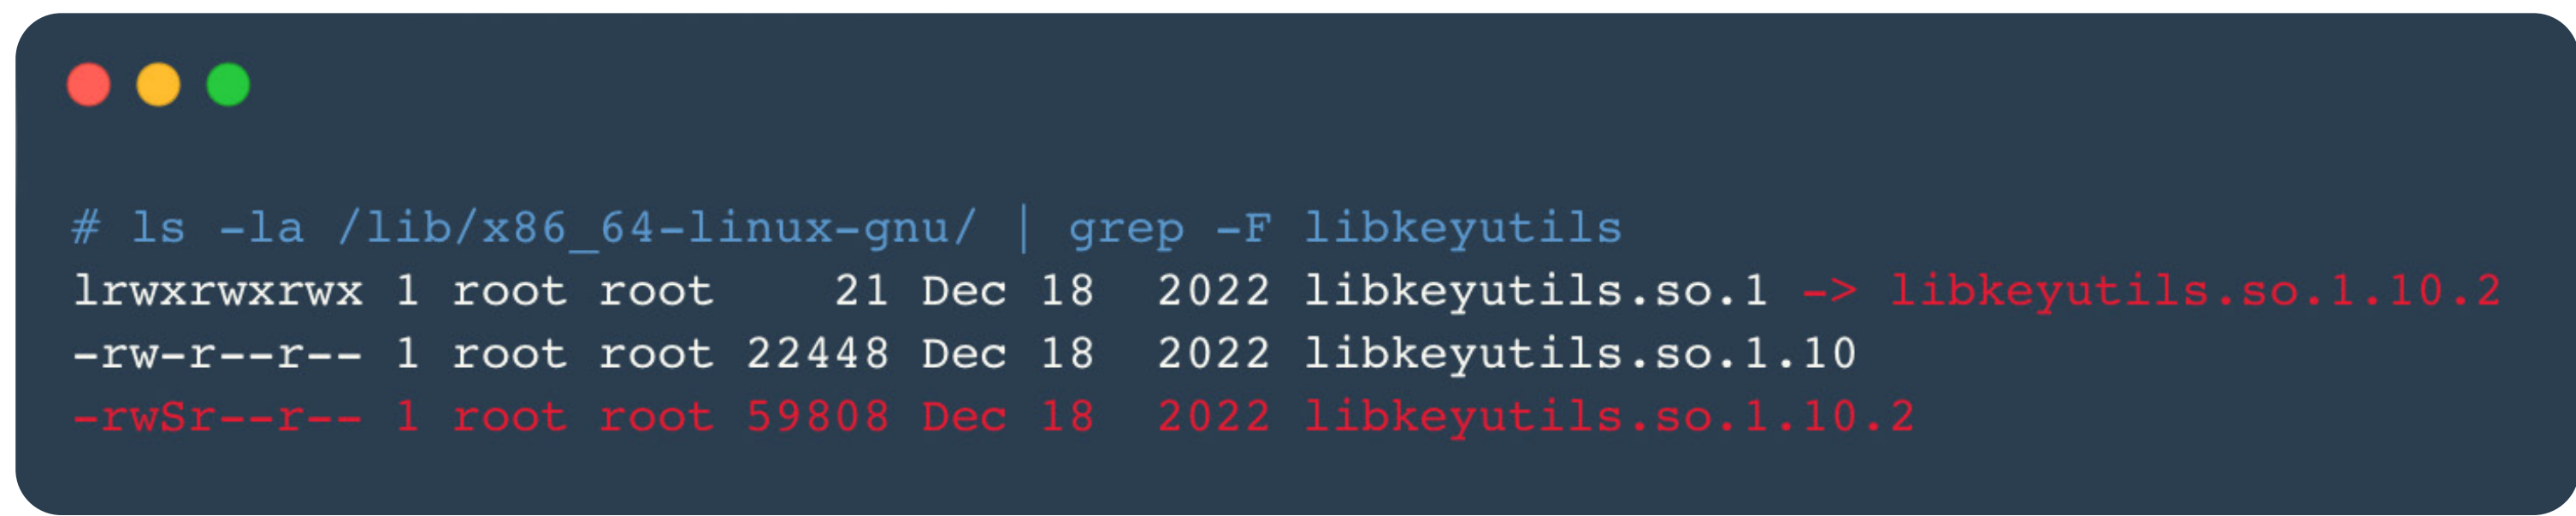 # ls -la /lib/x86_64-linux-gnu/ | grep -F libkeyutils
lrwxrwxrwx 1 root root    21 Dec 18  2022 libkeyutils.so.1 -> libkeyutils.so.1.10.2
-rw-r--r-- 1 root root 22448 Dec 18  2022 libkeyutils.so.1.10
-rwSr--r-- 1 root root 59808 Dec 18  2022 libkeyutils.so.1.10.2